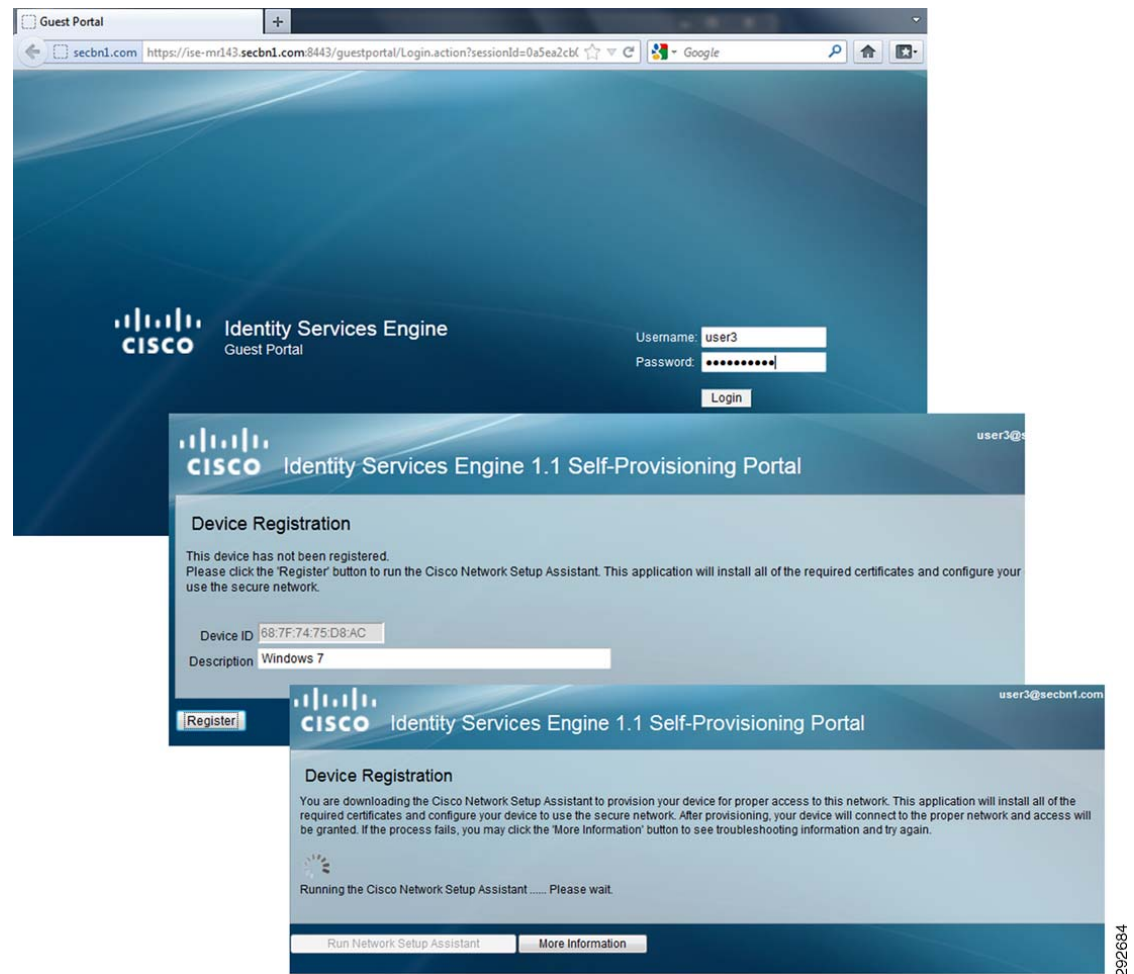 Guest Portal
secbn1.com https://ise-mr143.secbn1.com:8443/guestportal/Login.action?sessionId=0a5ea2cb( Google
CISCO
Identity Services Engine
Guest Portal
Username: user3
Password: ••••••••••
Login
user3@s
CISCO Identity Services Engine 1.1 Self-Provisioning Portal
Device Registration
This device has not been registered.
Please click the 'Register' button to run the Cisco Network Setup Assistant. This application will install all of the required certificates and configure your
use the secure network.
Device ID 68:7F:74:75:D8:AC
Description Windows 7
Register
user3@secbn1.com
CISCO Identity Services Engine 1.1 Self-Provisioning Portal
Device Registration
You are downloading the Cisco Network Setup Assistant to provision your device for proper access to this network. This application will install all of the
required certificates and configure your device to use the secure network. After provisioning, your device will connect to the proper network and access will
be granted. If the process fails, you may click the 'More Information' button to see troubleshooting information and try again.
Running the Cisco Network Setup Assistant ...... Please wait.
Run Network Setup Assistant More Information
292684